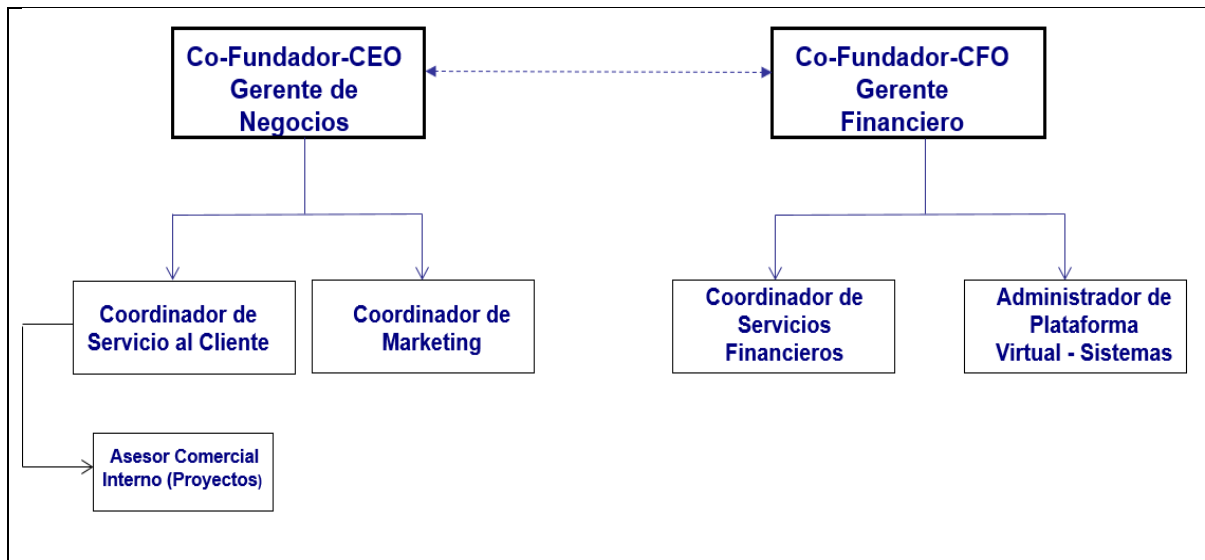 Co-Fundador-CEO
Gerente de
Negocios
Co-Fundador-CFO
Gerente
Financiero
Coordinador de
Servicio al Cliente
Coordinador de
Marketing
Coordinador de
Servicios
Financieros
Administrador de
Plataforma
Virtual - Sistemas
Asesor Comercial
Interno (Proyectos)